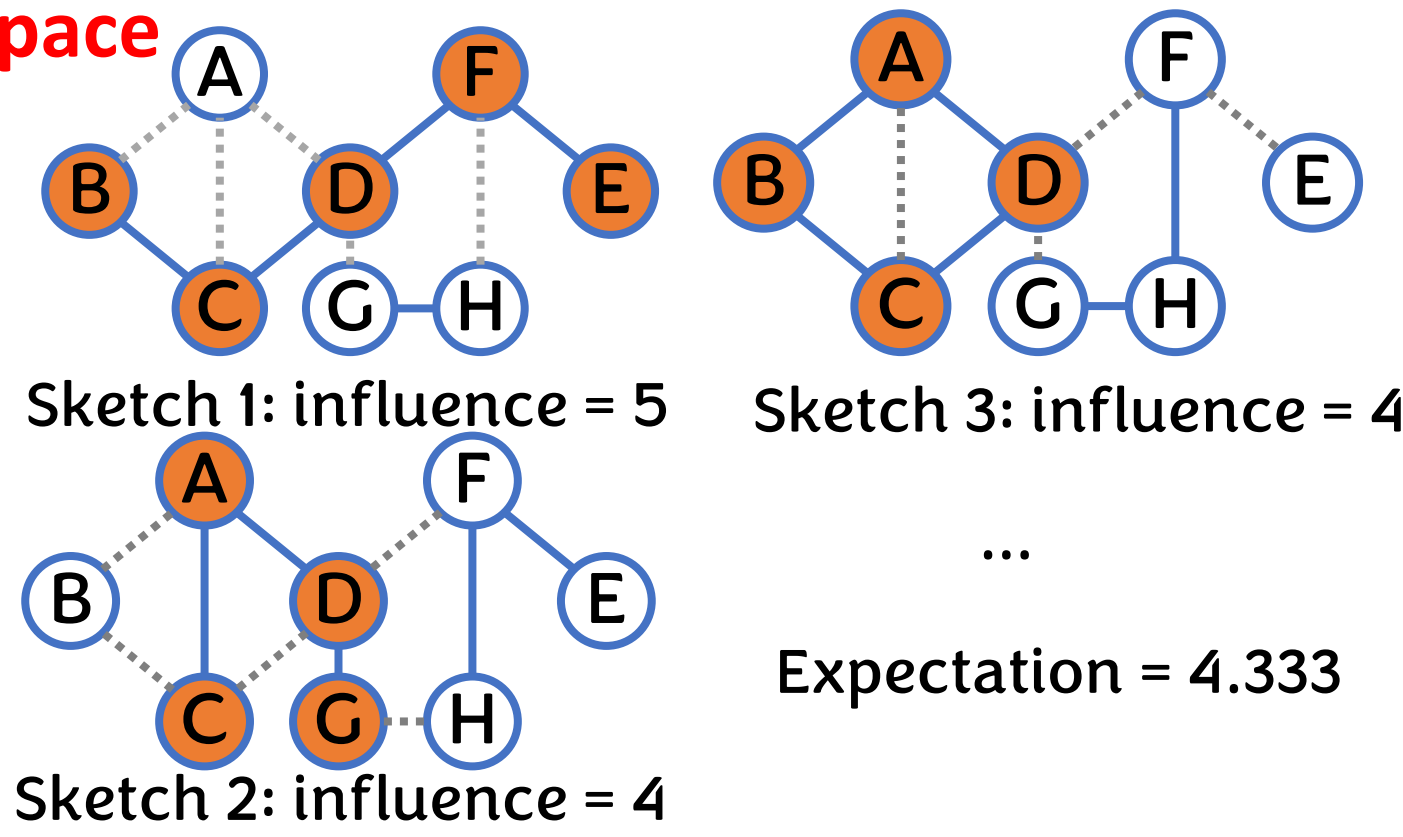 pace
A
F
B
D
E
C
G
H
Sketch 1: influence = 5
A
F
B
D
E
C
G
H
Sketch 2: influence = 4
A
F
B
D
E
C
G
H
Sketch 3: influence = 4
...
Expectation = 4.333